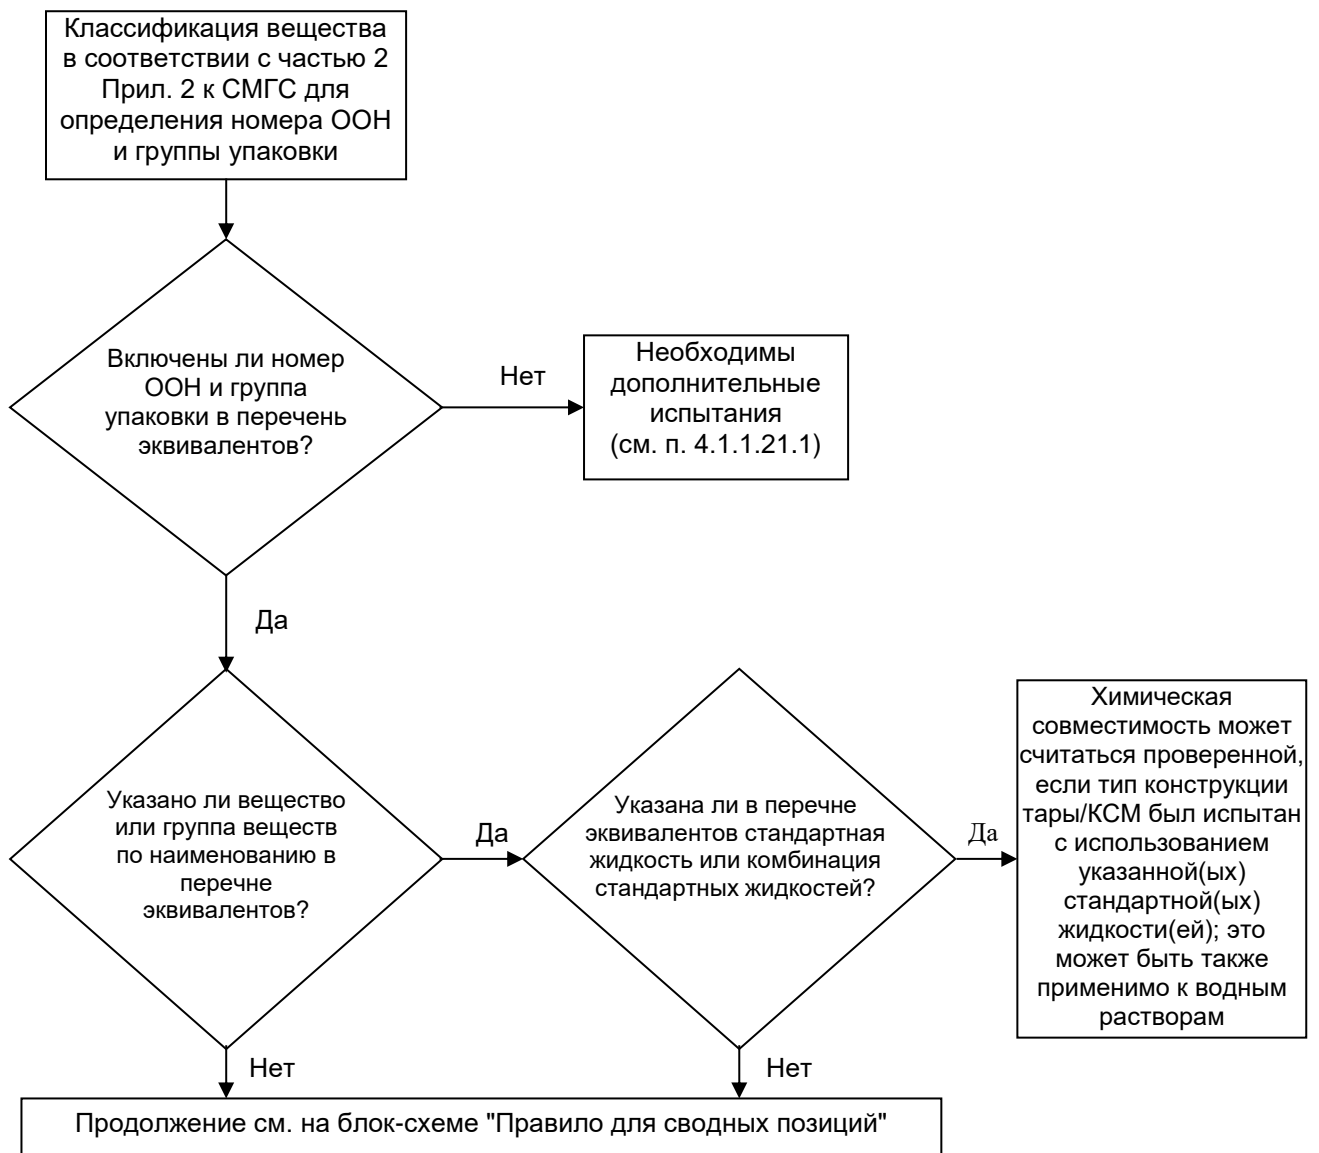 Классификация вещества
в соответствии с частью 2
Прил. 2 к СМГС для
определения номера ООН
и группы упаковки
Включены ли номер
ООН и группа
упаковки в перечень
эквивалентов?
Нет
Необходимы
дополнительные
испытания
(см. п. 4.1.1.21.1)
Да
Указано ли вещество
или группа веществ
по наименованию в
перечне
эквивалентов?
Да
Указана ли в перечне
эквивалентов стандартная
жидкость или комбинация
стандартных жидкостей?
Да
Химическая
совместимость может
считаться проверенной,
если тип конструкции
тары/КСМ был испытан
с использованием
указанной(ых)
стандартной(ых)
жидкости(ей); это
может быть также
применимо к водным
растворам
Нет
Нет
Продолжение см. на блок-схеме "Правило для сводных позиций"